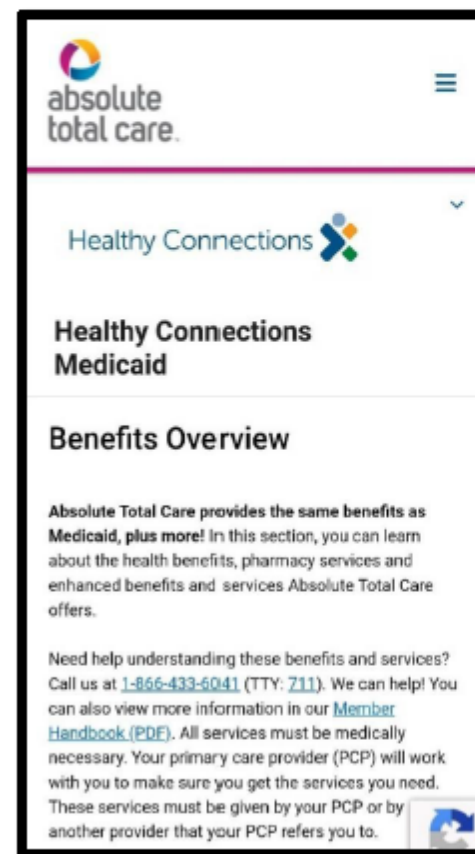 absolute
total care.
Healthy Connections
Healthy Connections
Medicaid
Benefits Overview
Absolute Total Care provides the same benefits as
Medicaid, plus more! In this section, you can learn
about the health benefits, pharmacy services and
enhanced benefits and services Absolute Total Care
offers.
Need help understanding these benefits and services?
Call us at 1-866-433-6041 (TTY: 711). We can help! You
can also view more information in our Member
Handbook (PDF). All services must be medically
necessary. Your primary care provider (PCP) will work
with you to make sure you get the services you need.
These services must be given by your PCP or by
another provider that your PCP refers you to.